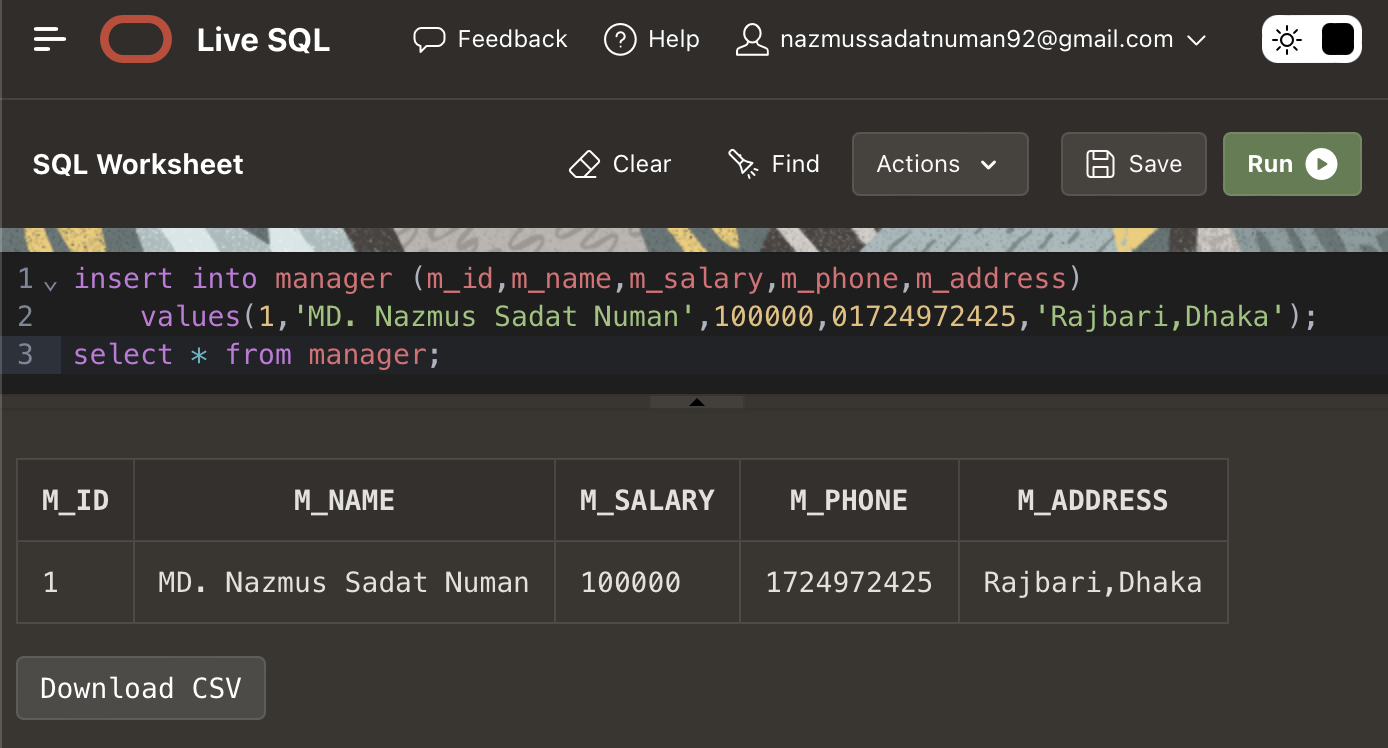 Live SQL Feedback Help nazmussadatnuman92@gmail.com
SQL Worksheet Clear Find Actions Save Run
1 insert into manager (m_id,m_name,m_salary,m_phone,m_address)
2 values(1,'MD. Nazmus Sadat Numan',100000,01724972425,'Rajbari,Dhaka');
3 select * from manager;
M_ID M_NAME M_SALARY M_PHONE M_ADDRESS
1 MD. Nazmus Sadat Numan 100000 1724972425 Rajbari,Dhaka
Download CSV